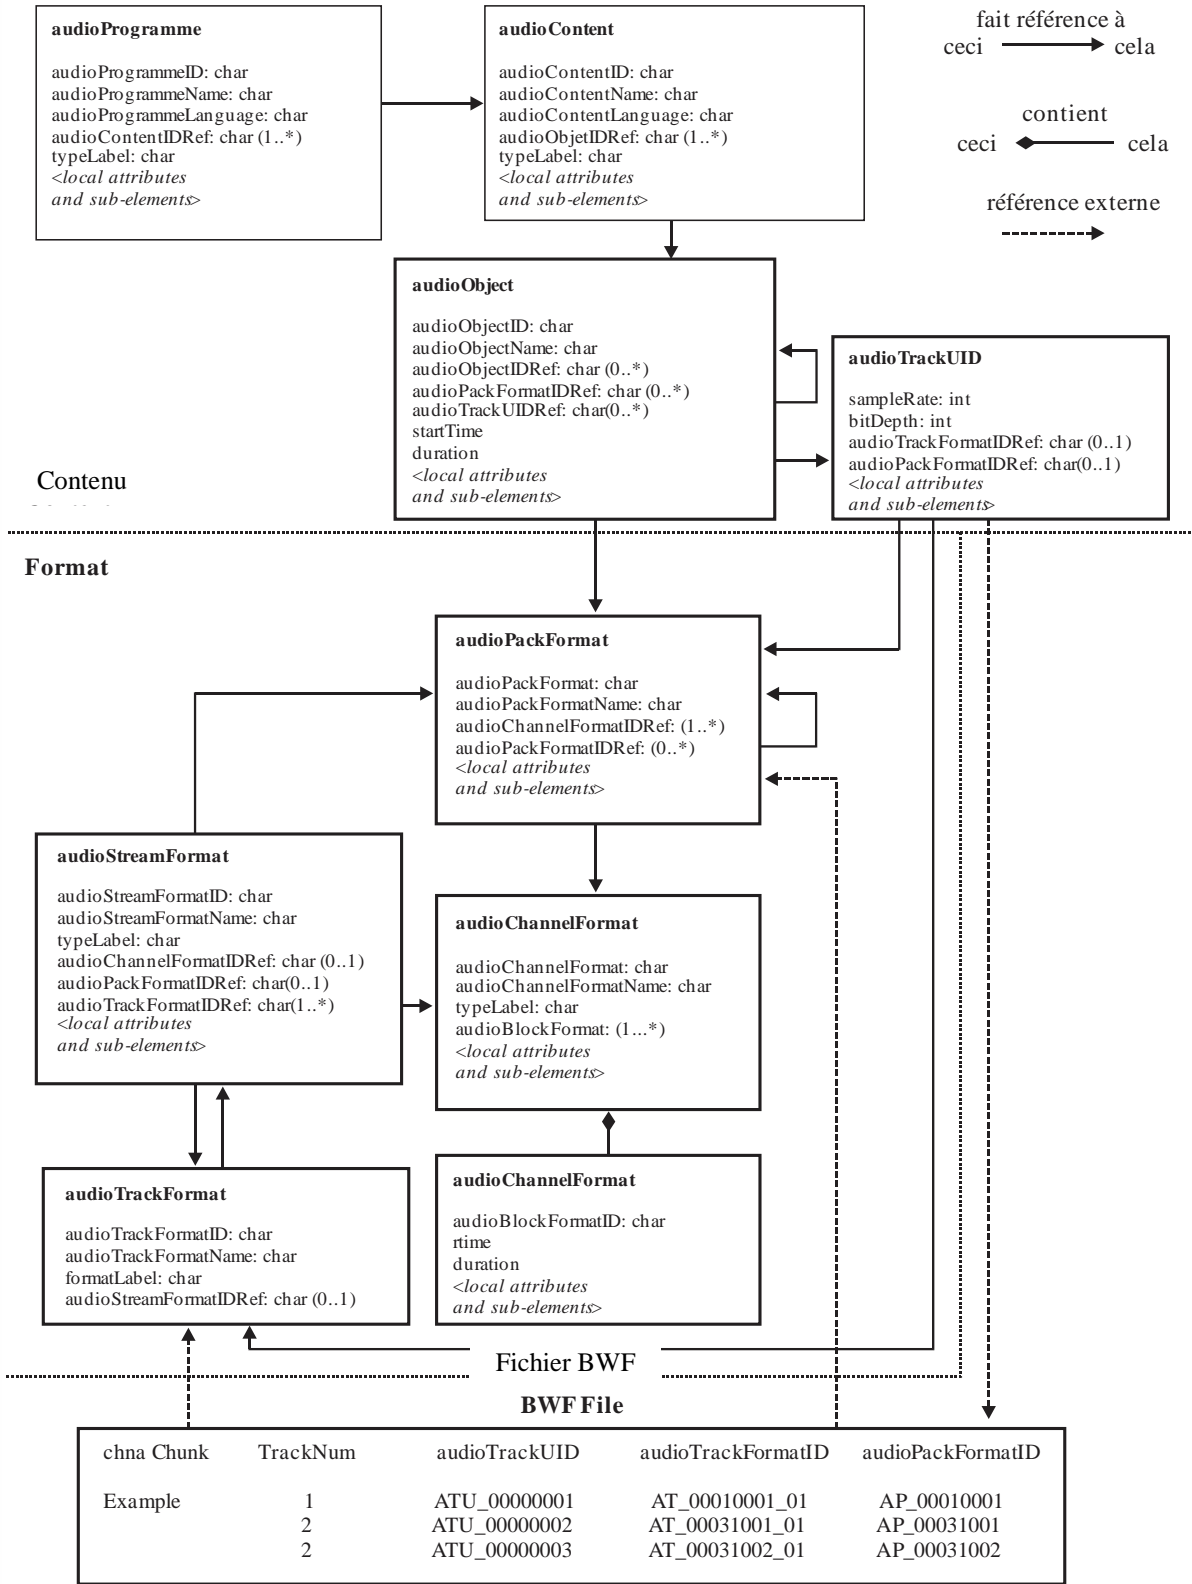 audioProgramme
audioProgrammeID: char
audioProgrammeName: char
audioProgrammeLanguage: char
audioContentIDRef: char (1..*)
typeLabel: char
<local attributes
and sub-elements>
audioContent
audioContentID: char
audioContentName: char
audioContentLanguage: char
audioObjetIDRef: char (1..*)
typeLabel: char
<local attributes
and sub-elements>
fait référence à
ceci cela
contient
ceci cela
référence externe
audioObject
audioObjectID: char
audioObjectName: char
audioObjectIDRef: char (0..*)
audioPackFormatIDRef: char (0..*)
audioTrackUIDRef: char(0..*)
startTime
duration
<local attributes
and sub-elements>
audioTrackUID
sampleRate: int
bitDepth: int
audioTrackFormatIDRef: char (0..1)
audioPackFormatIDRef: char(0..1)
<local attributes
and sub-elements>
Contenu
Format
audioPackFormat
audioPackFormat: char
audioPackFormatName: char
audioChannelFormatIDRef: (1..*)
audioPackFormatIDRef: (0..*)
<local attributes
and sub-elements>
audioStreamFormat
audioStreamFormatID: char
audioStreamFormatName: char
typeLabel: char
audioChannelFormatIDRef: char (0..1)
audioPackFormatIDRef: char(0..1)
audioTrackFormatIDRef: char(1..*)
<local attributes
and sub-elements>
audioChannelFormat
audioChannelFormat: char
audioChannelFormatName: char
typeLabel: char
audioBlockFormat: (1...*)
<local attributes
and sub-elements>
audioTrackFormat
audioTrackFormatID: char
audioTrackFormatName: char
formatLabel: char
audioStreamFormatIDRef: char (0..1)
audioChannelFormat
audioBlockFormatID: char
rtime
duration
<local attributes
and sub-elements>
Fichier BWF
BWF File
chna Chunk TrackNum audioTrackUID audioTrackFormatID audioPackFormatID
Example 1 ATU_00000001 AT_00010001_01 AP_00010001
2 ATU_00000002 AT_00031001_01 AP_00031001
2 ATU_00000003 AT_00031002_01 AP_00031002